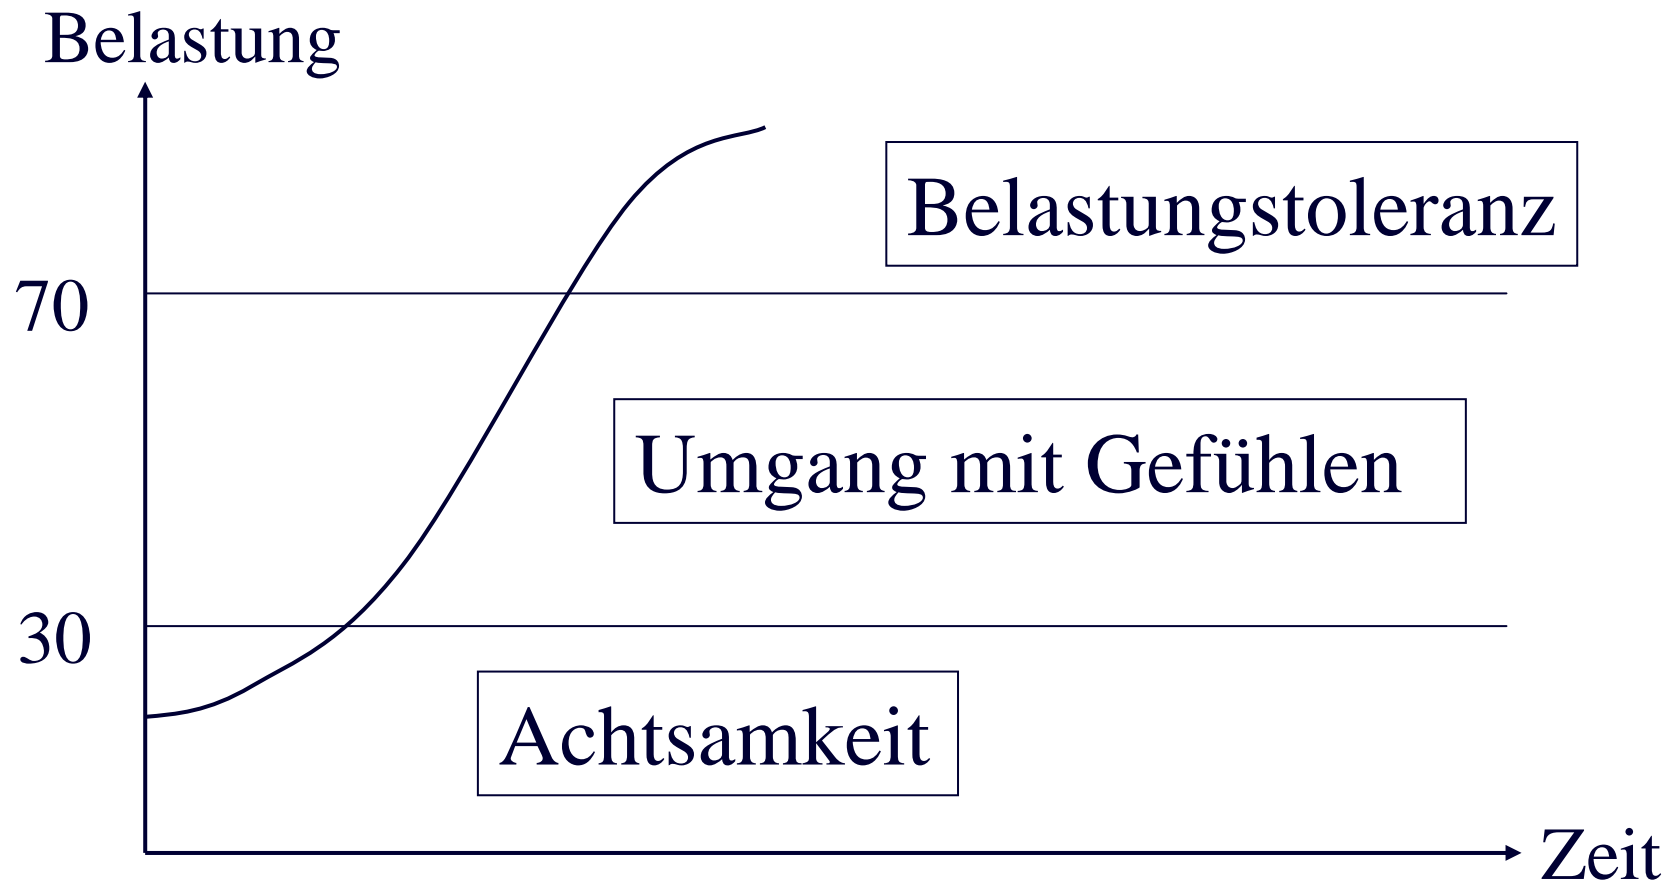 Belastung
Belastungstoleranz
70
Umgang mit Gefühlen
30
Achtsamkeit
Zeit